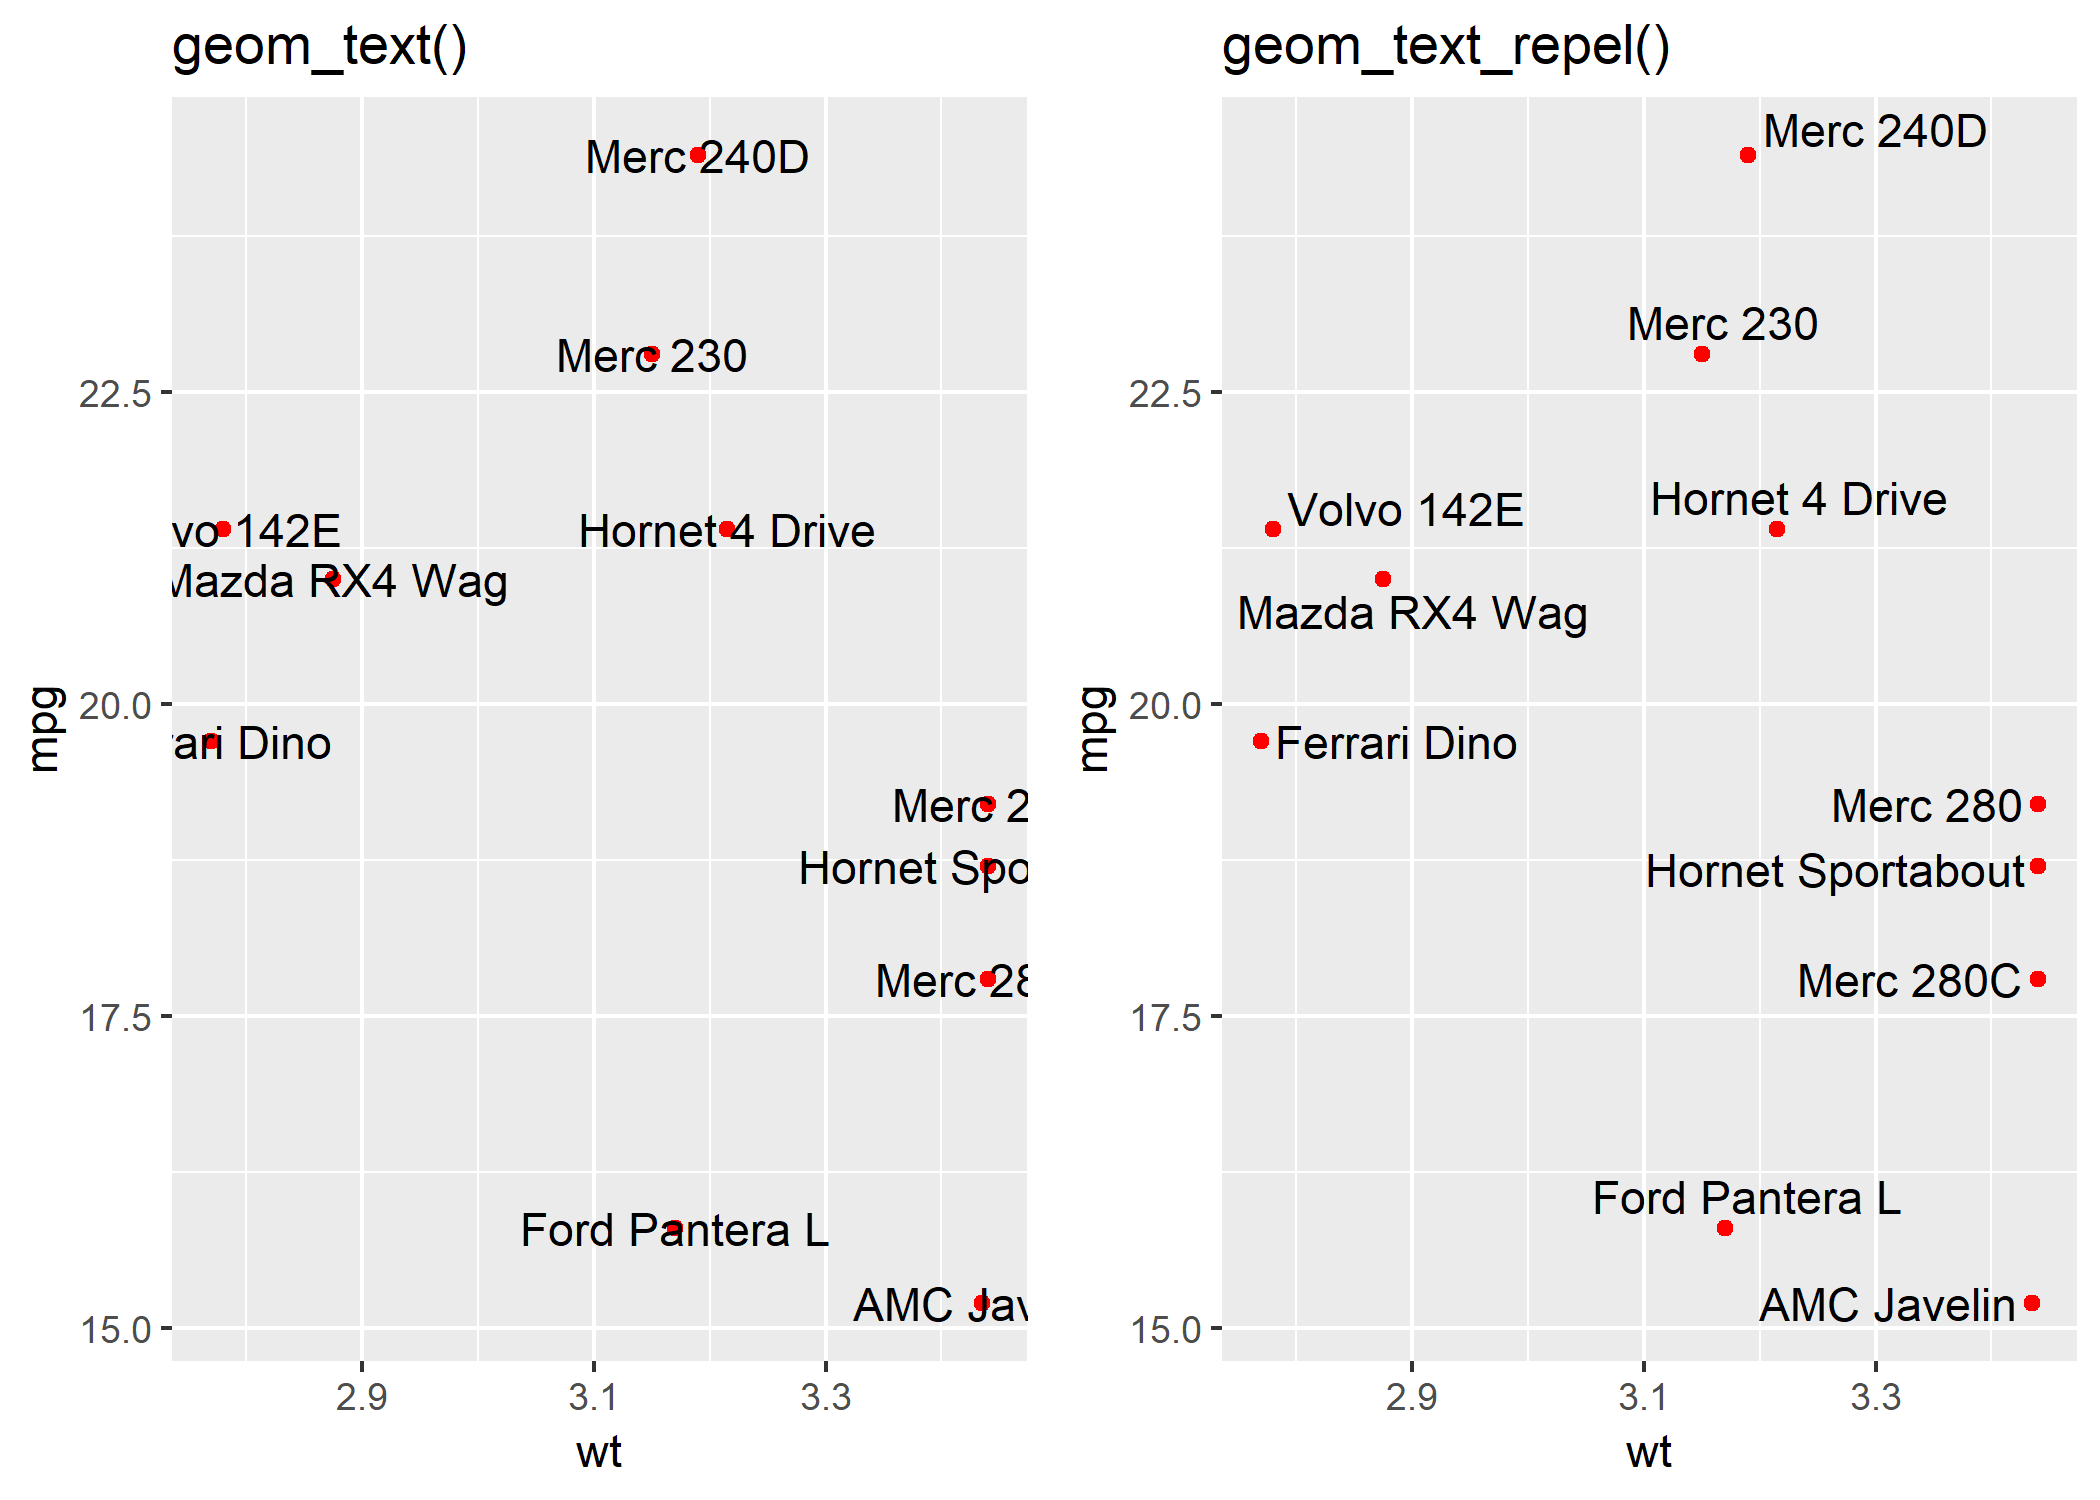 geom_text()
Merc 240D
Merc 230
22.5
vo 142E
Hornet 4 Drive
Mazda RX4 Wag
20.0
rari Dino
mpg
Merc 2
Hornet Spo
Merc 28
17.5
Ford Pantera L
AMC Jav
15.0
2.9 3.1 3.3
wt
geom_text_repel()
Merc 240D
Merc 230
22.5
Volvo 142E
Hornet 4 Drive
Mazda RX4 Wag
20.0
Ferrari Dino
mpg
Merc 280
Hornet Sportabout
Merc 280C
17.5
Ford Pantera L
AMC Javelin
15.0
2.9 3.1 3.3
wt